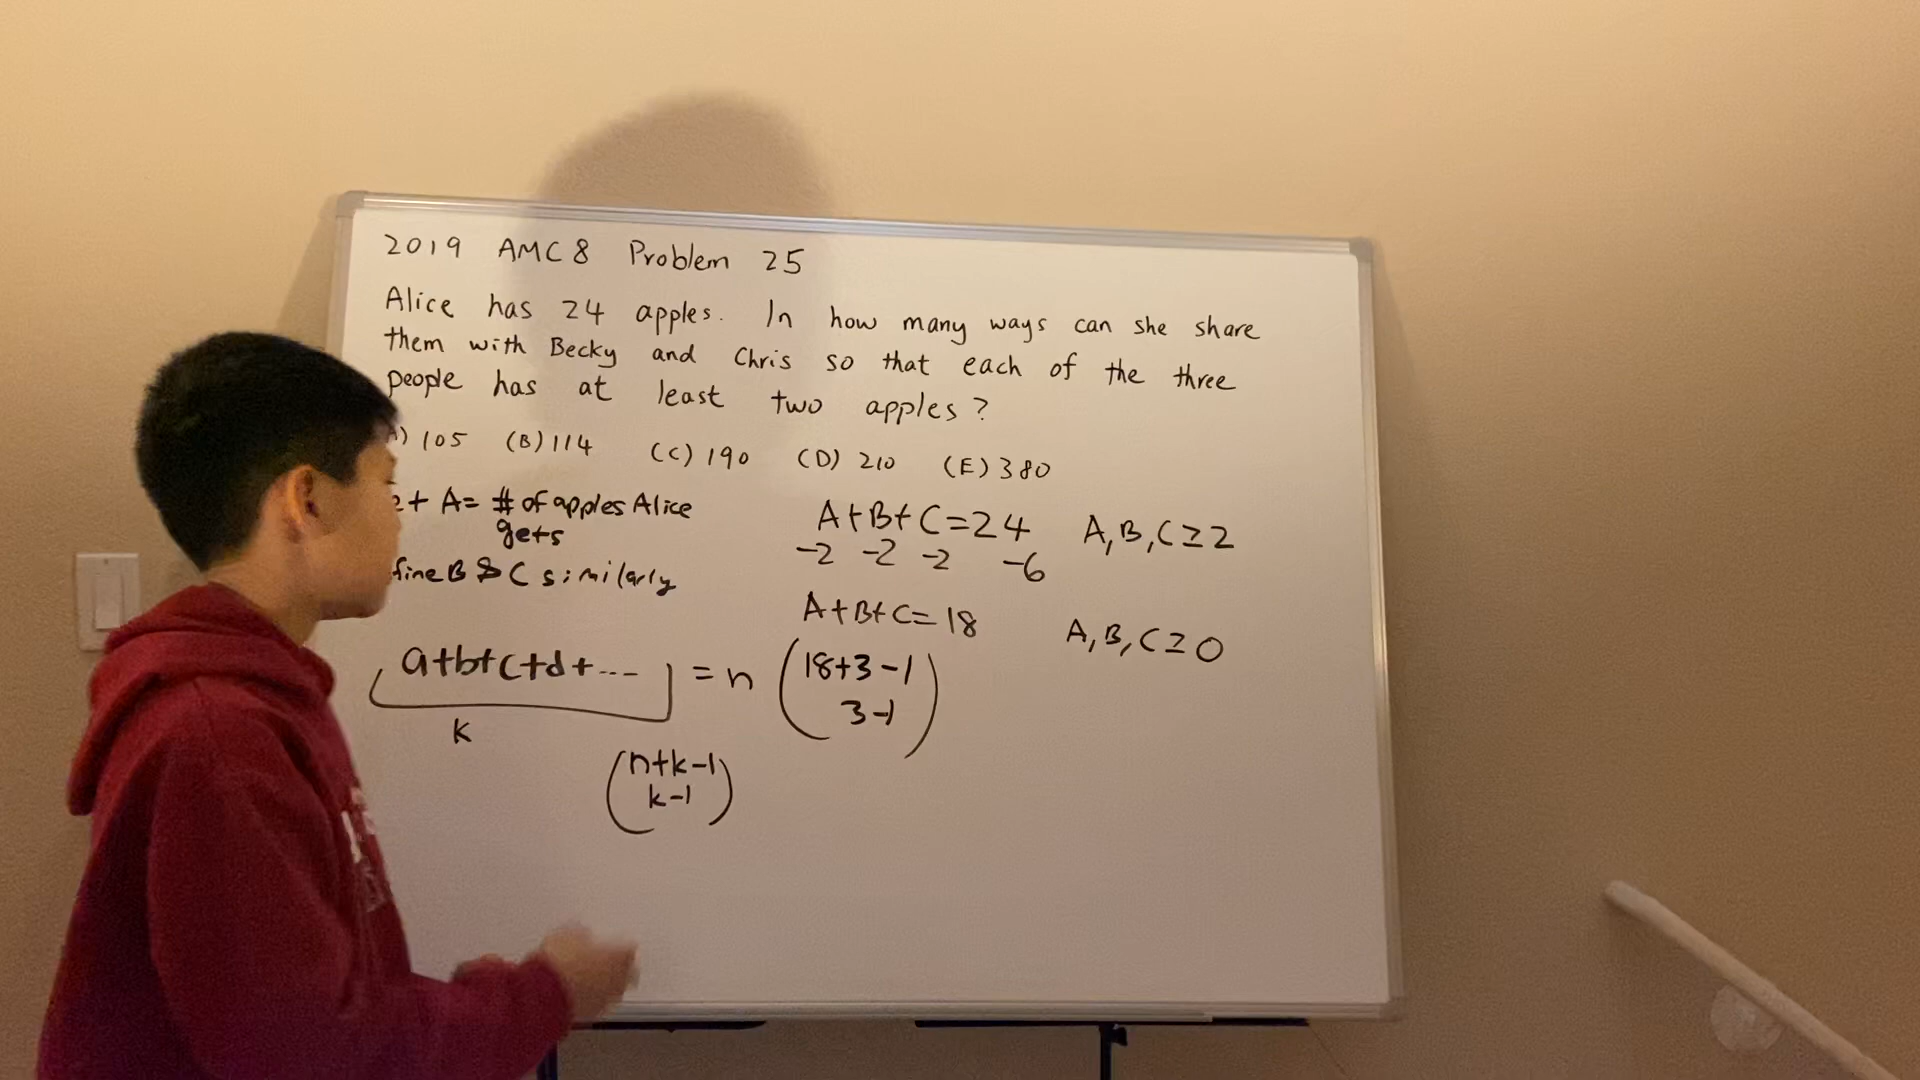 2019 AMC 8 Problem 25
Alice has 24 apples. In how many ways can she share
them with Becky and Chris so that each of the three
people has at least two apples?
A) 105 (B) 114 (C) 190 (D) 210 (E) 380
et A = # of apples Alice
gets
fine B & C similarly
A+B+C=24 A,B,C≥2
-2 -2 -2 -6
A+B+C=18 A,B,C≥0
a+b+c+d+... = n
k
(n+k-1
k-1)
(18+3-1
3-1)